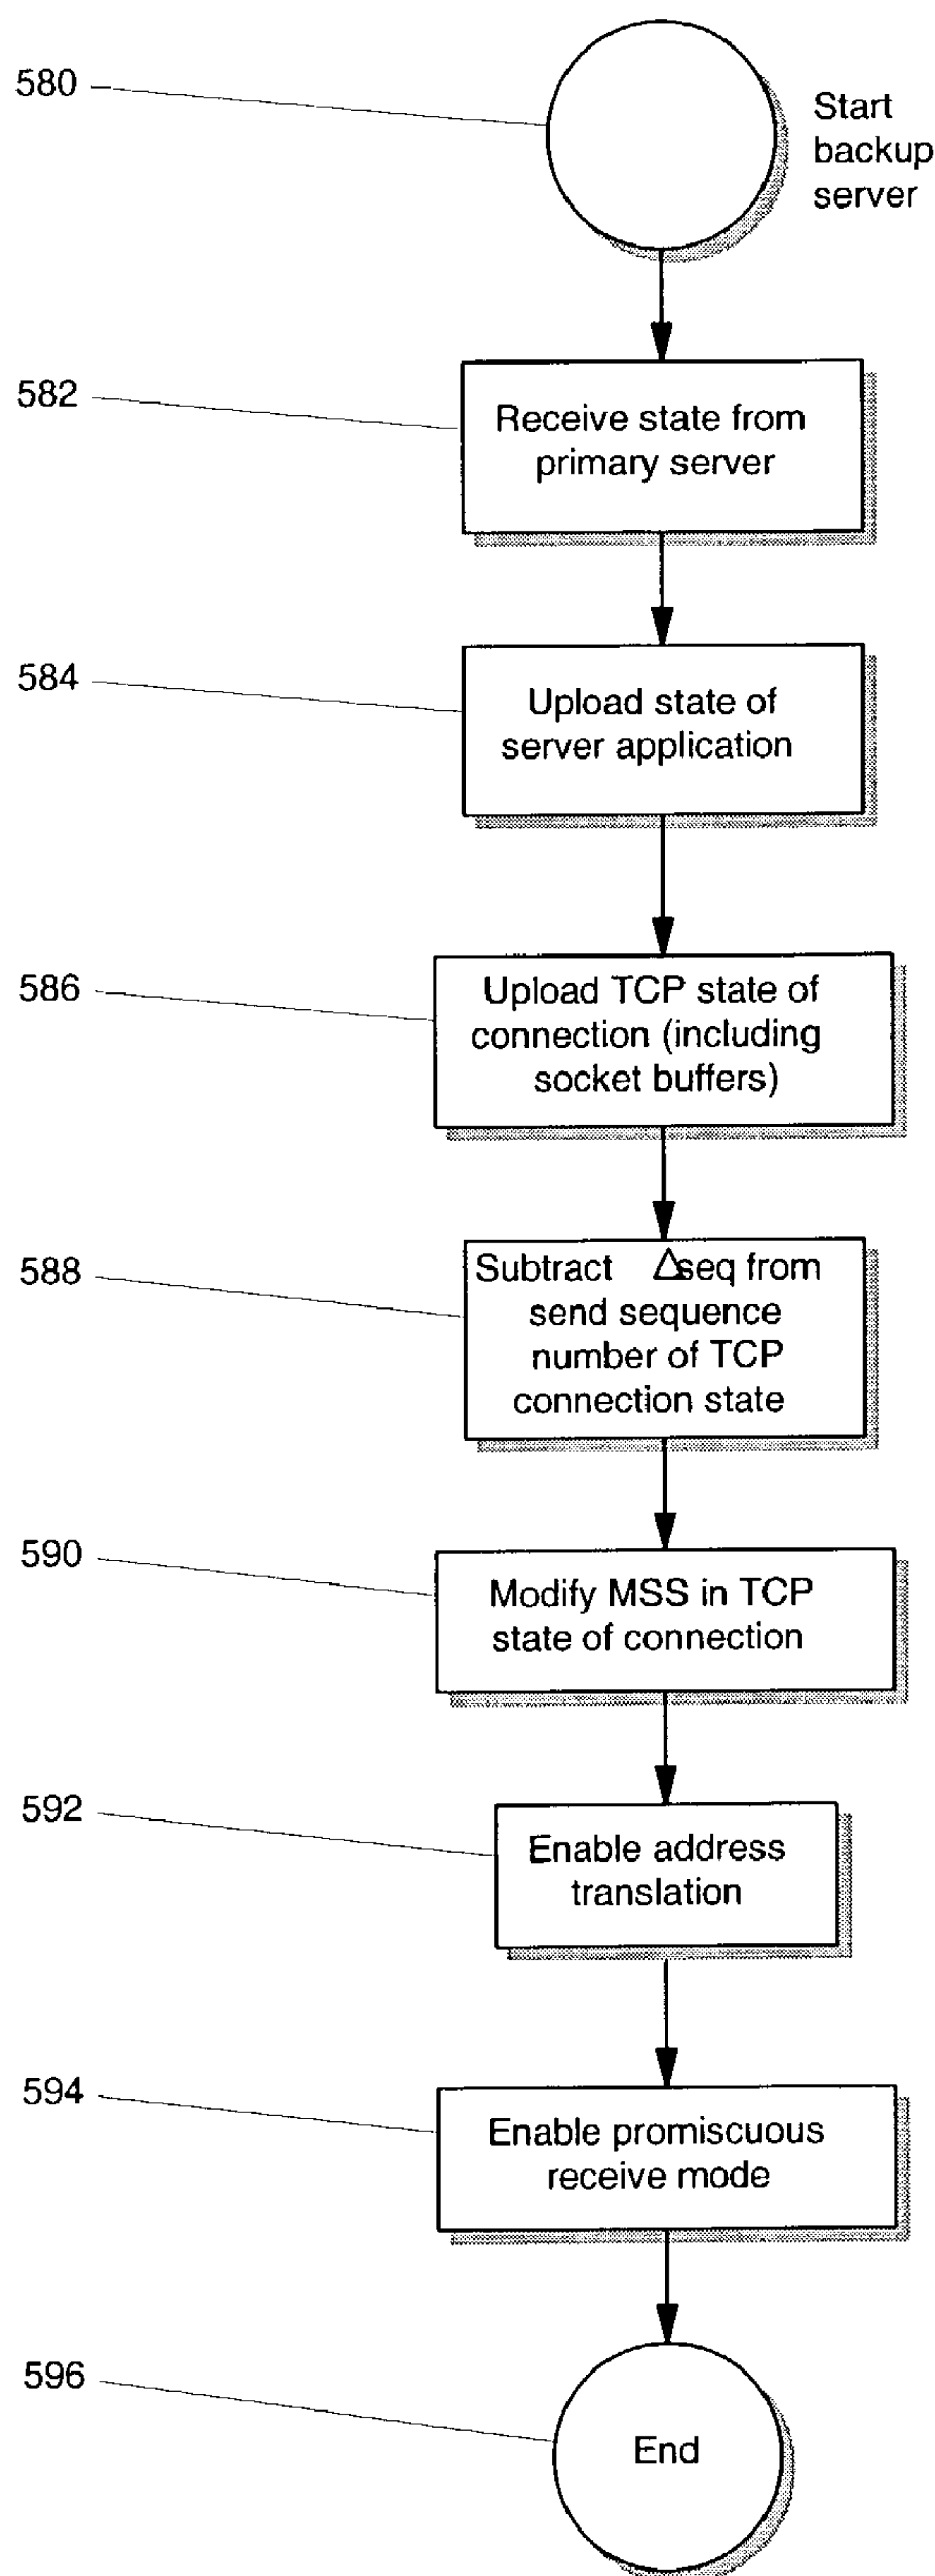 580
Start
backup
server
582
Receive state from
primary server
584
Upload state of
server application
586
Upload TCP state of
connection (including
socket buffers)
588
Subtract Δseq from
send sequence
number of TCP
connection state
590
Modify MSS in TCP
state of connection
592
Enable address
translation
594
Enable promiscuous
receive mode
596
End